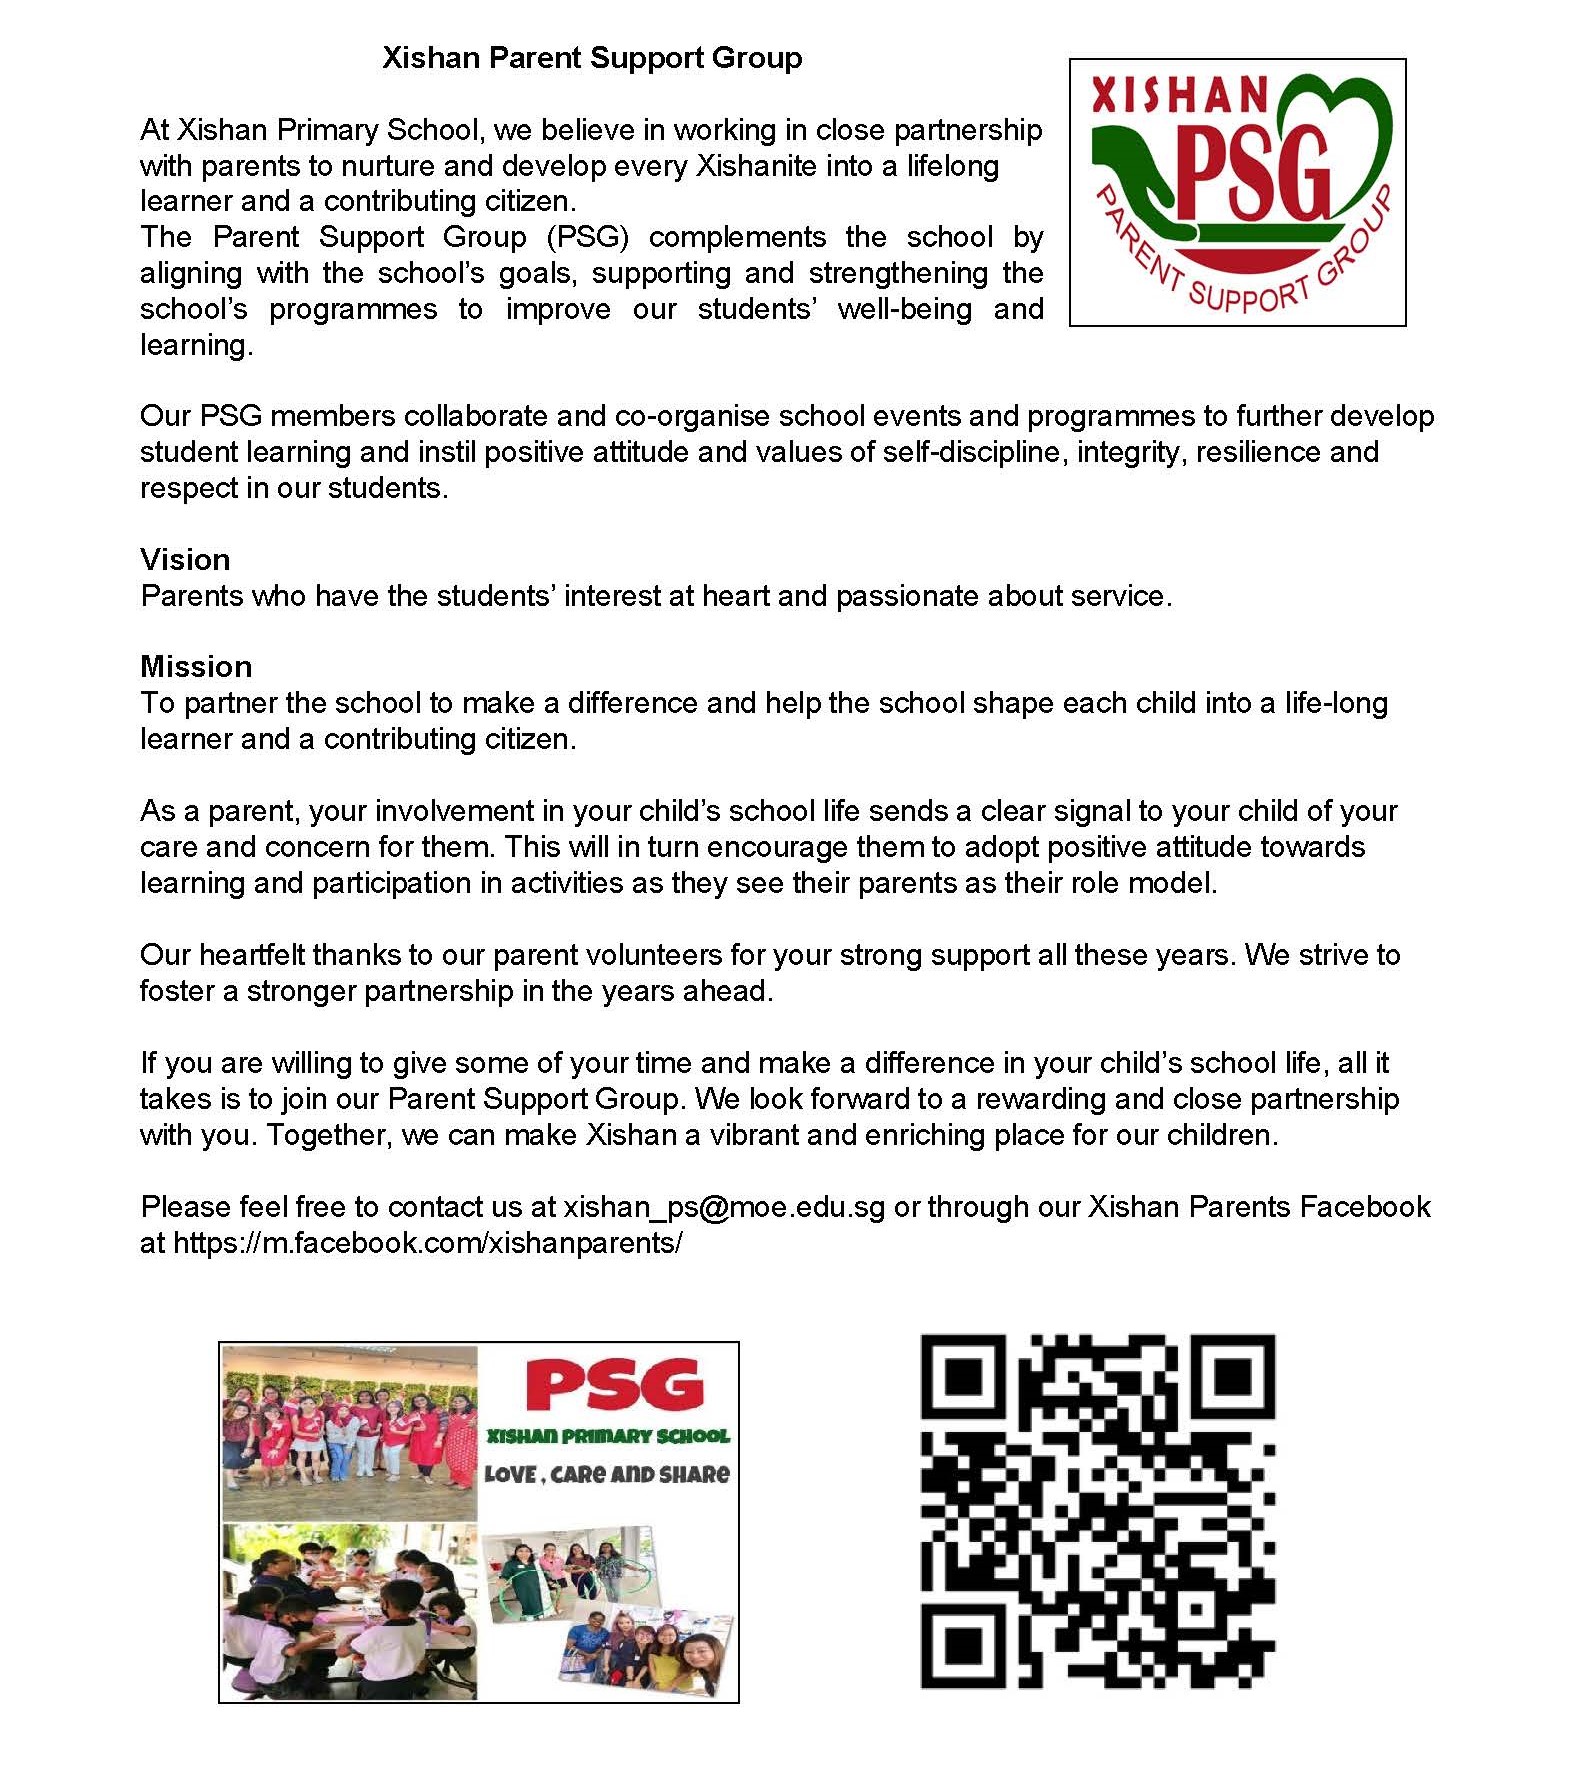 Xishan Parent Support Group
XISHAN
PSG
PARENT SUPPORT GROUP
At Xishan Primary School, we believe in working in close partnership
with parents to nurture and develop every Xishanite into a lifelong
learner and a contributing citizen.
The Parent Support Group (PSG) complements the school by
aligning with the school’s goals, supporting and strengthening the
school’s programmes to improve our students’ well-being and
learning.
Our PSG members collaborate and co-organise school events and programmes to further develop
student learning and instil positive attitude and values of self-discipline, integrity, resilience and
respect in our students.
Vision
Parents who have the students’ interest at heart and passionate about service.
Mission
To partner the school to make a difference and help the school shape each child into a life-long
learner and a contributing citizen.
As a parent, your involvement in your child’s school life sends a clear signal to your child of your
care and concern for them. This will in turn encourage them to adopt positive attitude towards
learning and participation in activities as they see their parents as their role model.
Our heartfelt thanks to our parent volunteers for your strong support all these years. We strive to
foster a stronger partnership in the years ahead.
If you are willing to give some of your time and make a difference in your child’s school life, all it
takes is to join our Parent Support Group. We look forward to a rewarding and close partnership
with you. Together, we can make Xishan a vibrant and enriching place for our children.
Please feel free to contact us at xishan_ps@moe.edu.sg or through our Xishan Parents Facebook
at https://m.facebook.com/xishanparents/
PSG
XISHAN PRIMARY SCHOOL
LOVE, CARE AND SHARE